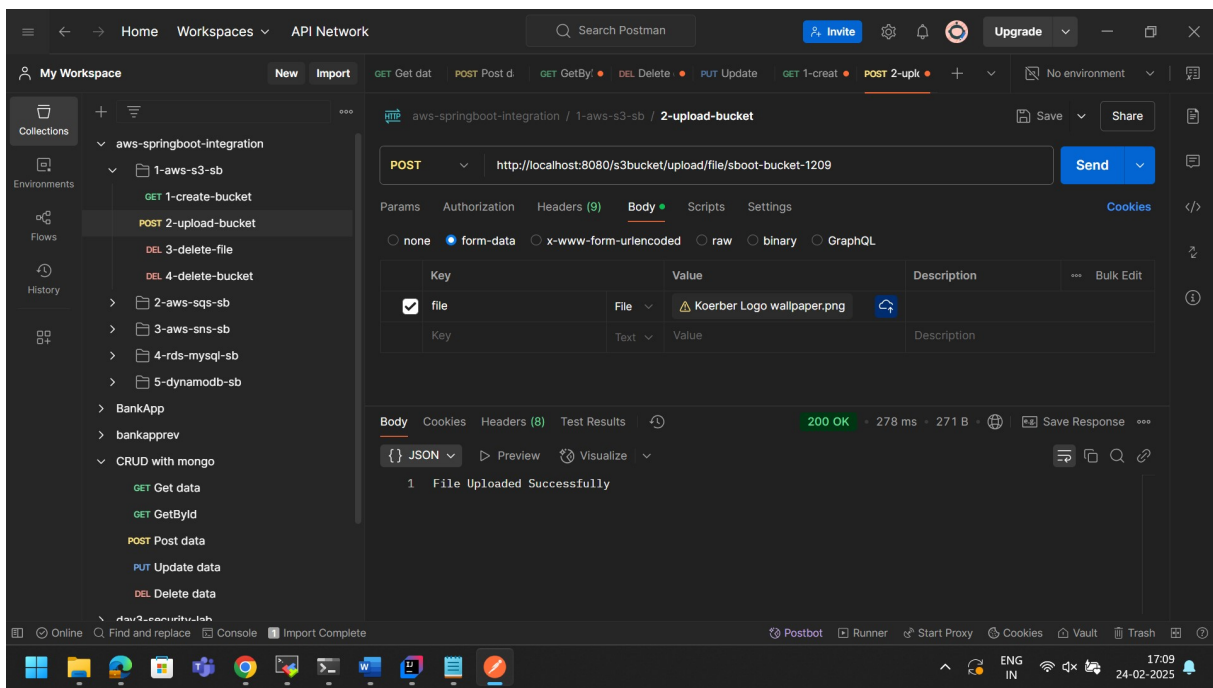 Home Workspaces API Network Search Postman Invite Upgrade
My Workspace New Import GET Get dat POST Post d GET GetBy DEL Delete PUT Update GET 1-creat POST 2-uplo No environment
Collections
Environments
Flows
History
aws-springboot-integration
1-aws-s3-sb
GET 1-create-bucket
POST 2-upload-bucket
DEL 3-delete-file
DEL 4-delete-bucket
2-aws-sqs-sb
3-aws-sns-sb
4-rds-mysql-sb
5-dynamodb-sb
BankApp
bankapprev
CRUD with mongo
GET Get data
GET GetById
POST Post data
PUT Update data
DEL Delete data
day3-security-lab
HTTP aws-springboot-integration / 1-aws-s3-sb / 2-upload-bucket Save Share
POST http://localhost:8080/s3bucket/upload/file/sboot-bucket-1209 Send
Params Authorization Headers (9) Body Scripts Settings Cookies
none form-data x-www-form-urlencoded raw binary GraphQL
Key Value Description Bulk Edit
file File Koerber Logo wallpaper.png
Key Text Value Description
Body Cookies Headers (8) Test Results 200 OK 278 ms 271 B Save Response
{} JSON Preview Visualize
1 File Uploaded Successfully
Online Find and replace Console 1 Import Complete Postbot Runner Start Proxy Cookies Vault Trash
ENG
IN
17:09
24-02-2025